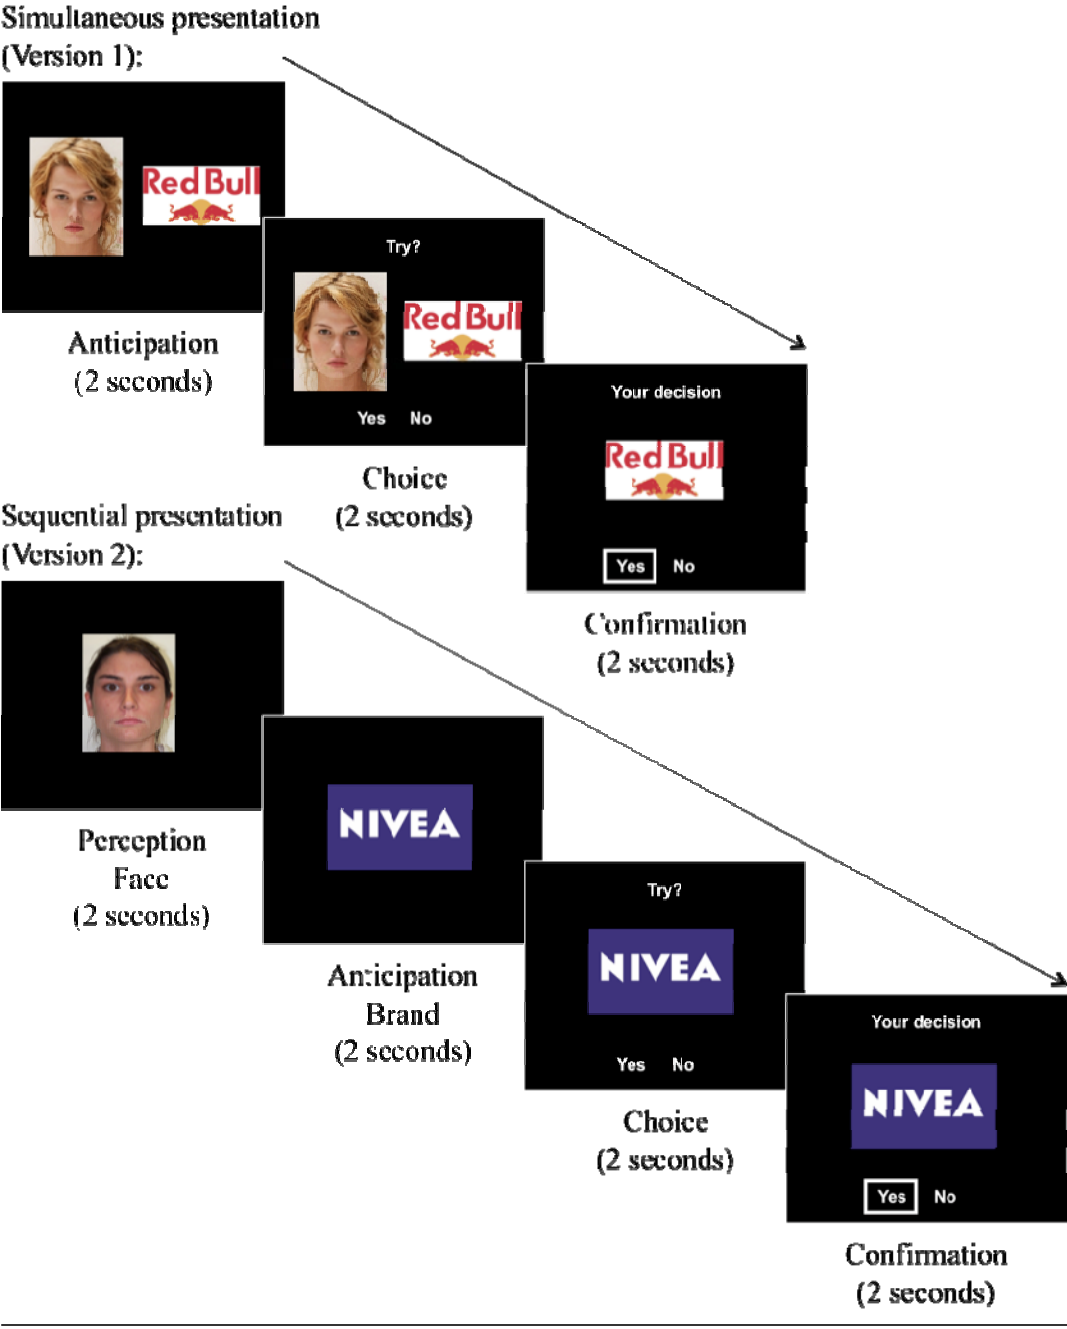 Simultaneous presentation
(Version 1):
Red Bull
Anticipation
(2 seconds)
Try?
Red Bull
Yes No
Choice
(2 seconds)
Your decision
Red Bull
Yes No
Confirmation
(2 seconds)
Sequential presentation
(Version 2):
Perception
Face
(2 seconds)
NIVEA
Anticipation
Brand
(2 seconds)
Try?
NIVEA
Yes No
Choice
(2 seconds)
Your decision
NIVEA
Yes No
Confirmation
(2 seconds)